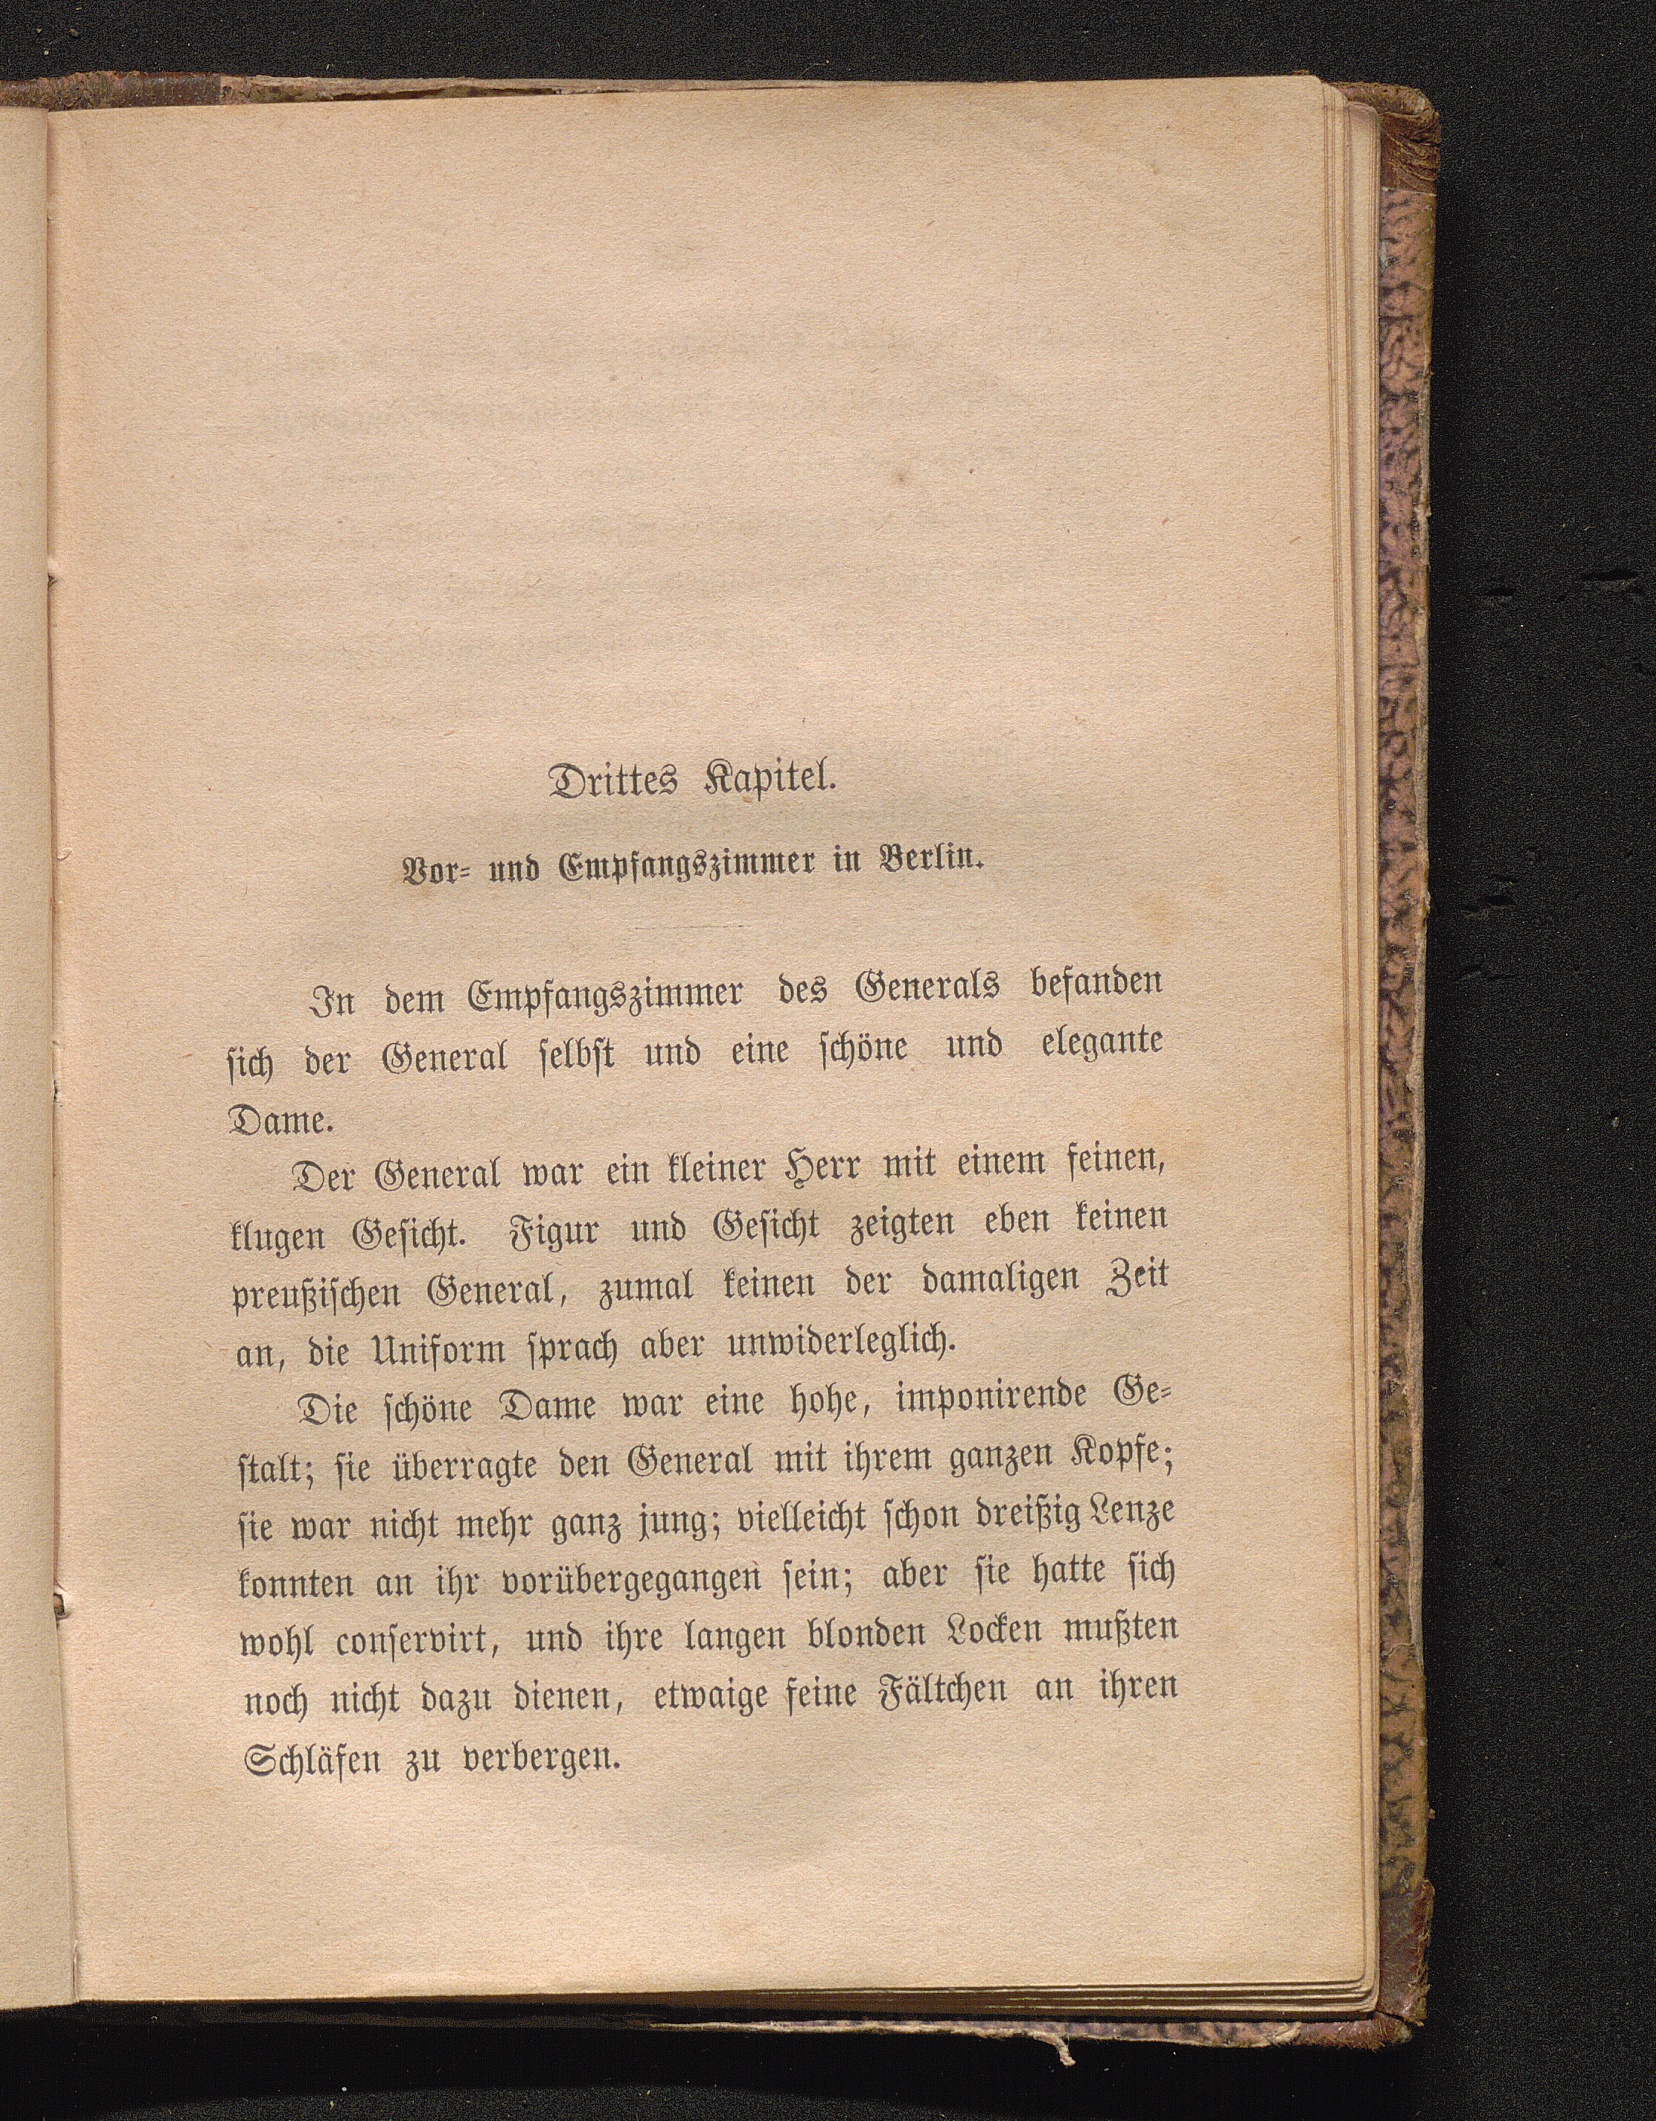 Drittes Kapitel.
Vor- und Empfangszimmer in Berlin.
In dem Empfangszimmer des Generals befanden
sich der General selbst und eine schöne und elegante
Dame.
Der General war ein kleiner Herr mit einem feinen,
klugen Gesicht. Figur und Gesicht zeigten eben keinen
preußischen General, zumal keinen der damaligen Zeit
an, die Uniform sprach aber unwiderleglich.
Die schöne Dame war eine hohe, imponirende Ge-
stalt; sie überragte den General mit ihrem ganzen Kopfe;
sie war nicht mehr ganz jung; vielleicht schon dreißig Lenze
konnten an ihr vorübergegangen sein; aber sie hatte sich
wohl conservirt, und ihre langen blonden Locken mußten
noch nicht dazu dienen, etwaige feine Fältchen an ihren
Schläfen zu verbergen.